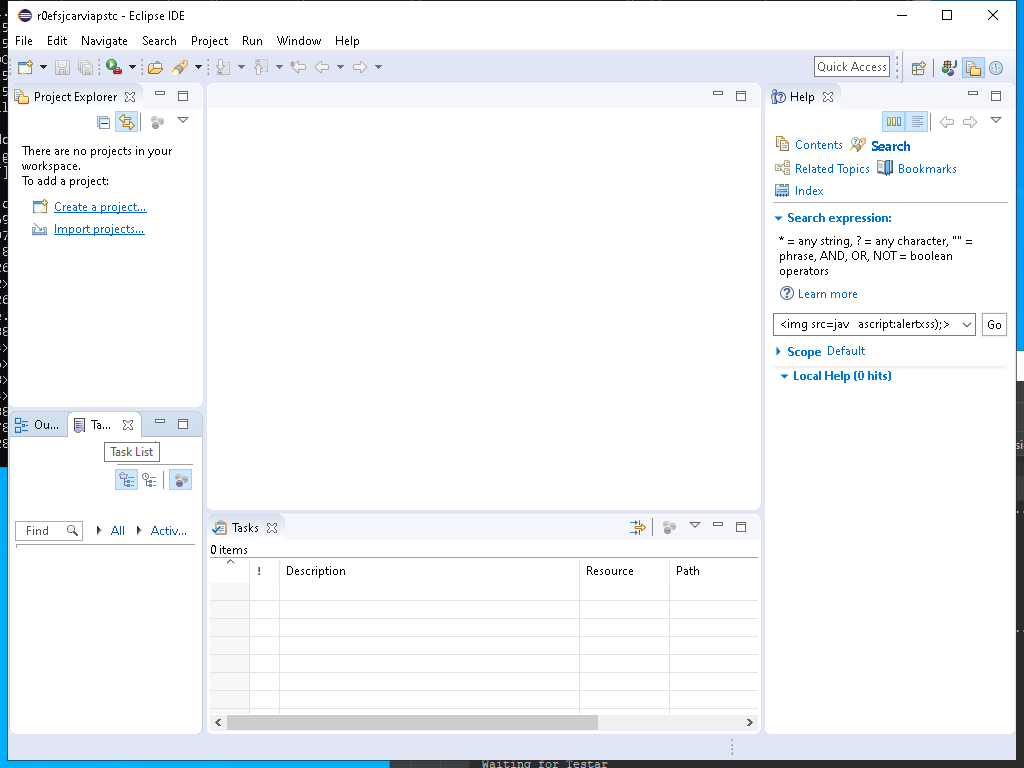 r0efsjcarviapstc - Eclipse IDE
File Edit Navigate Search Project Run Window Help
Quick Access
Project Explorer
There are no projects in your
workspace.
To add a project:
Create a project...
Import projects...
Ou...
Ta...
Task List
Find
All
Activ...
Tasks
0 items
! Description Resource Path
Help
Contents Search
Related Topics Bookmarks
Index
Search expression:
* = any string, ? = any character, "" =
phrase, AND, OR, NOT = boolean
operators
Learn more
<img src=jav ascript:alertxss);>
Go
Scope Default
Local Help (0 hits)
Waiting for Testar